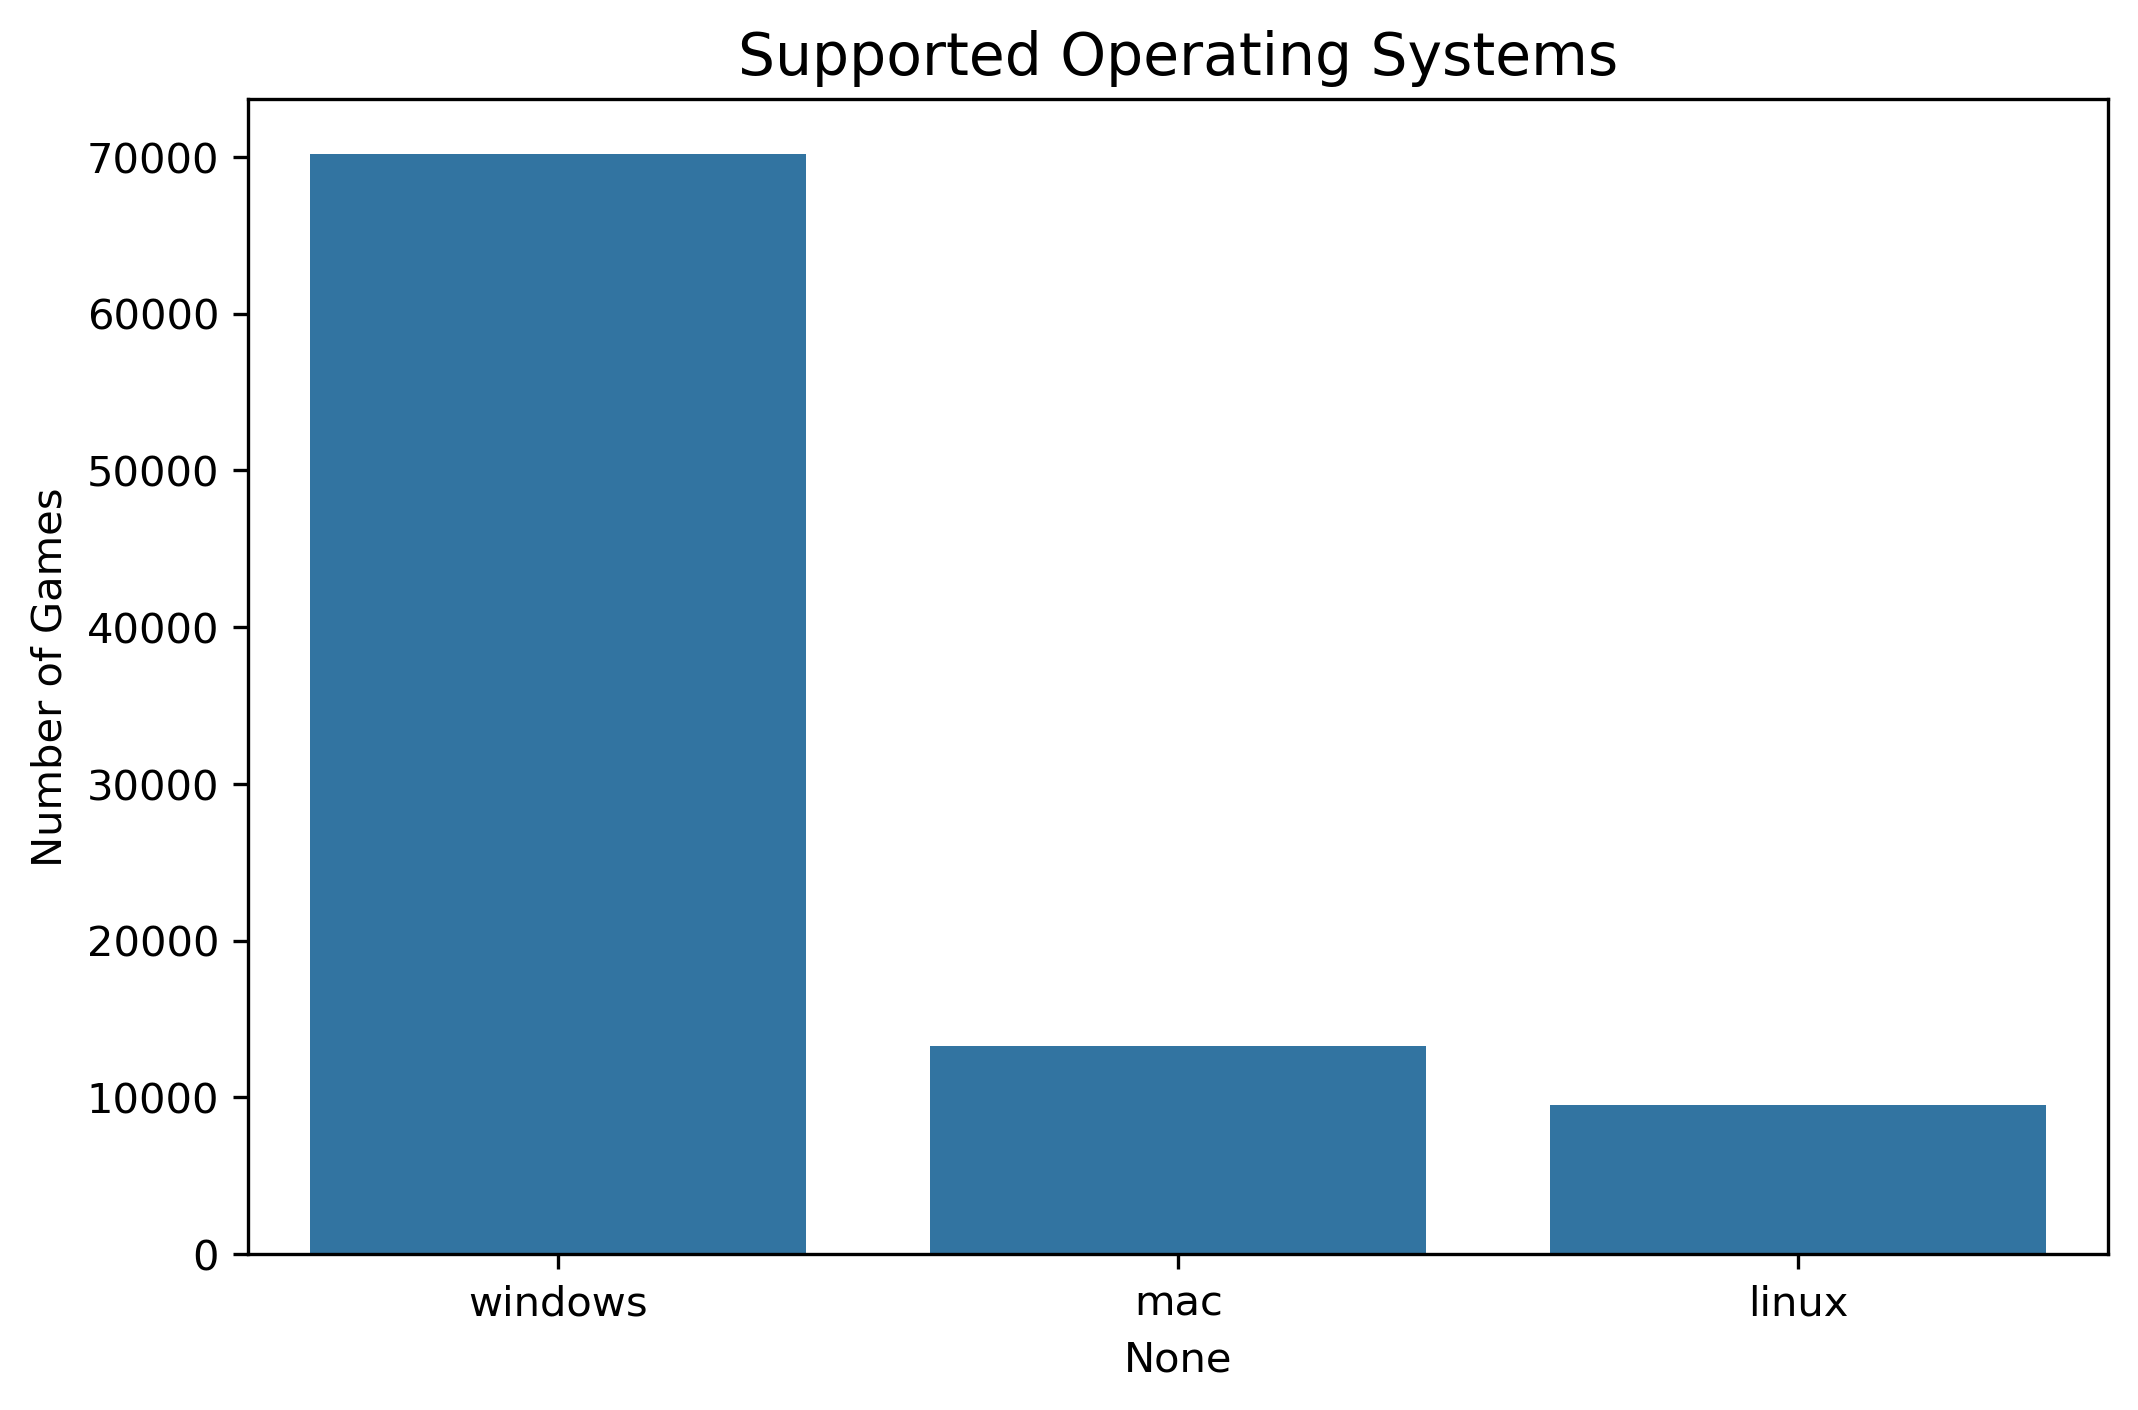 Supported Operating Systems
Number of Games
70000
60000
50000
40000
30000
20000
10000
0
windows
mac
linux
None